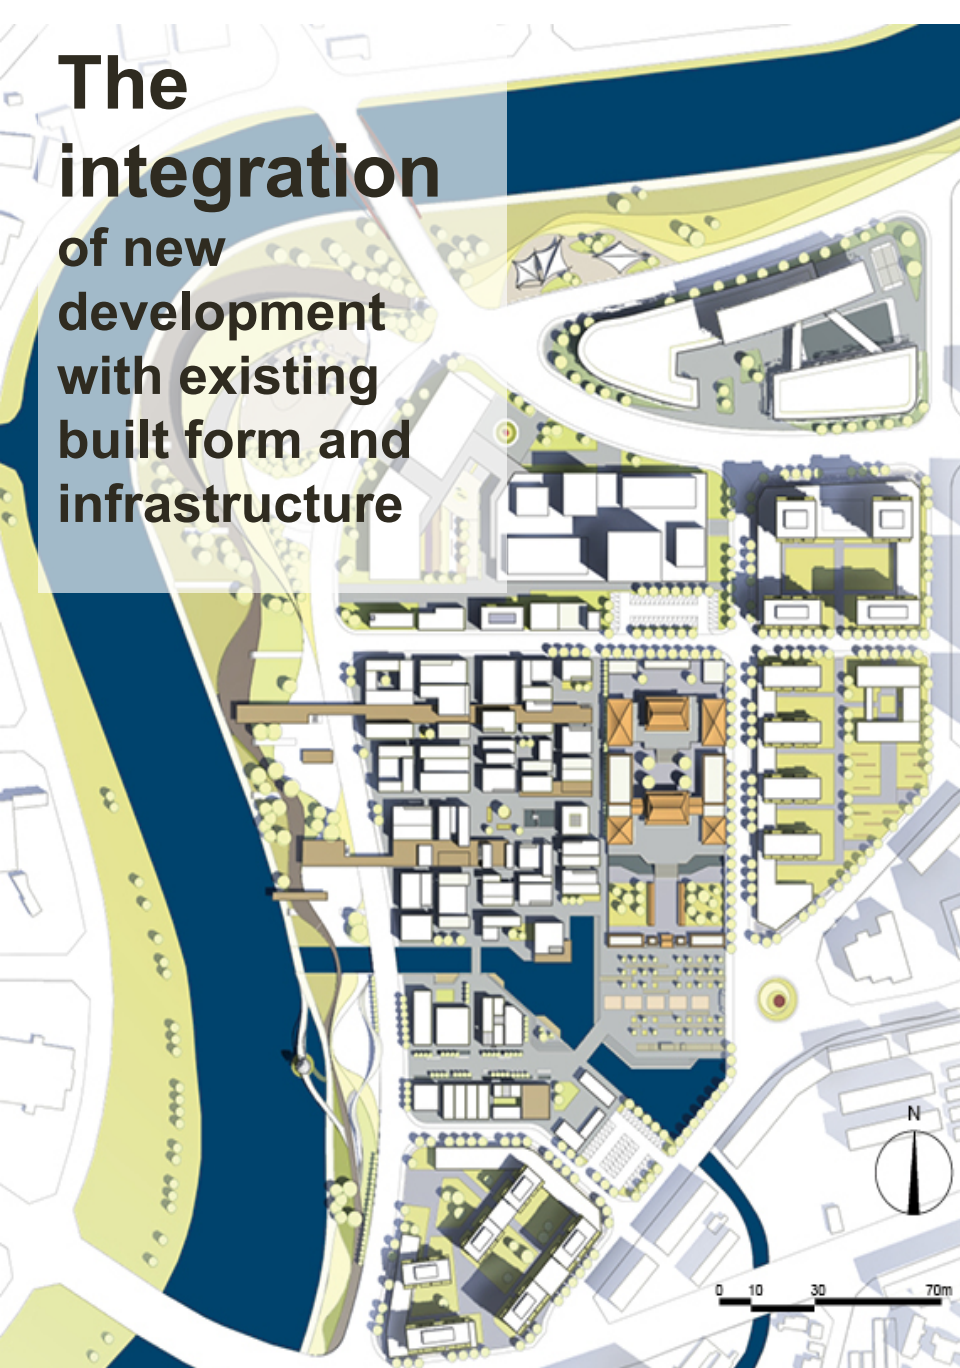 The
integration
of new
development
with existing
built form and
infrastructure
N
0 10 30 70m